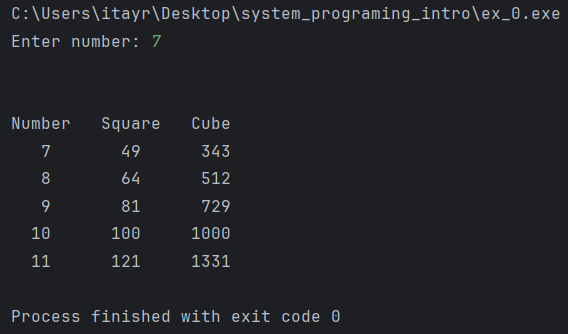 C:\Users\itayr\Desktop\system_programing_intro\ex_0.exe
Enter number: 7
Number   Square   Cube
   7       49      343
   8       64      512
   9       81      729
  10      100     1000
  11      121     1331
Process finished with exit code 0